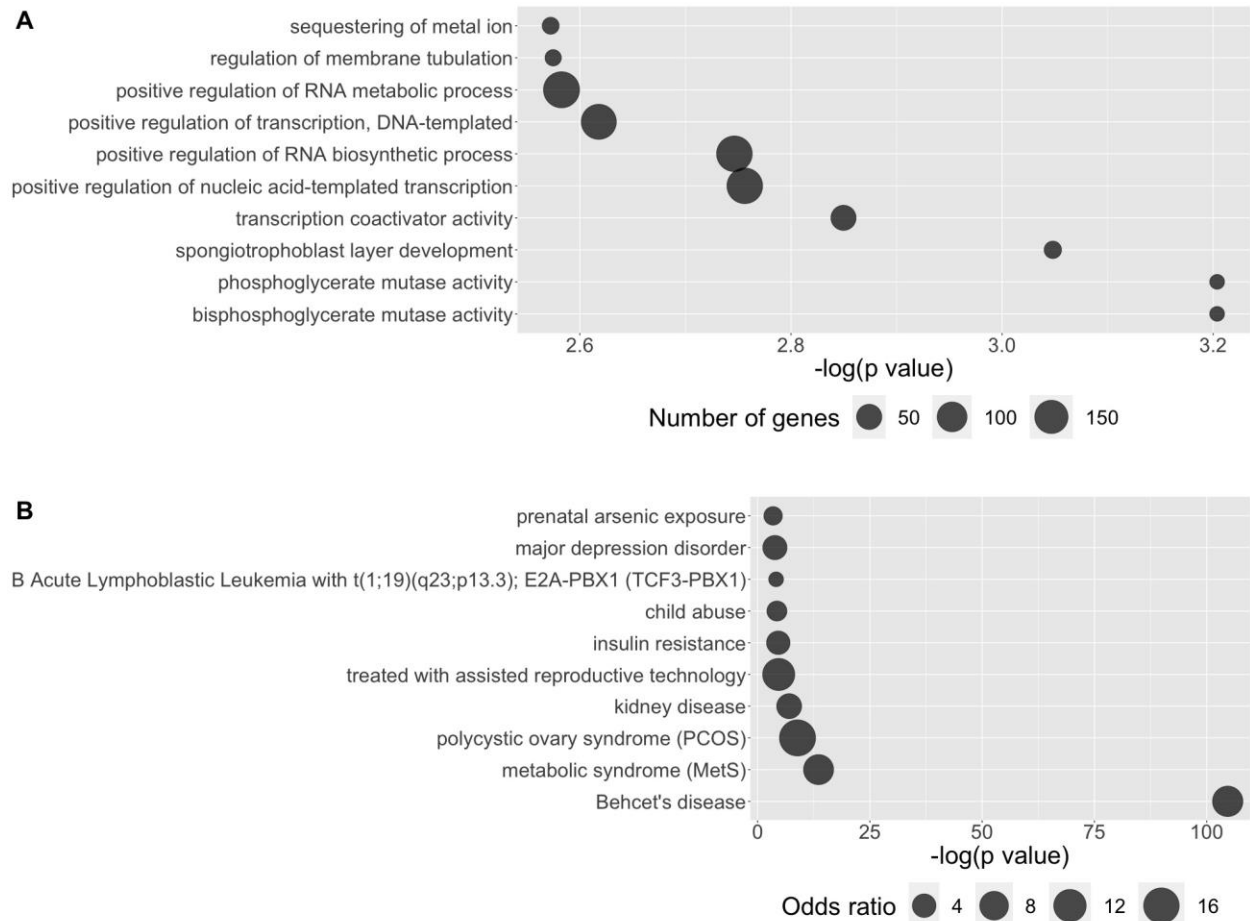 A
sequestering of metal ion
regulation of membrane tubulation
positive regulation of RNA metabolic process
positive regulation of transcription, DNA-templated
positive regulation of RNA biosynthetic process
positive regulation of nucleic acid-templated transcription
transcription coactivator activity
spongiotrophoblast layer development
phosphoglycerate mutase activity
bisphosphoglycerate mutase activity
2.6 2.8 3.0 3.2
-log(p value)
Number of genes 50 100 150
B
prenatal arsenic exposure
major depression disorder
B Acute Lymphoblastic Leukemia with t(1;19)(q23;p13.3); E2A-PBX1 (TCF3-PBX1)
child abuse
insulin resistance
treated with assisted reproductive technology
kidney disease
polycystic ovary syndrome (PCOS)
metabolic syndrome (MetS)
Behcet's disease
0 25 50 75 100
-log(p value)
Odds ratio 4 8 12 16